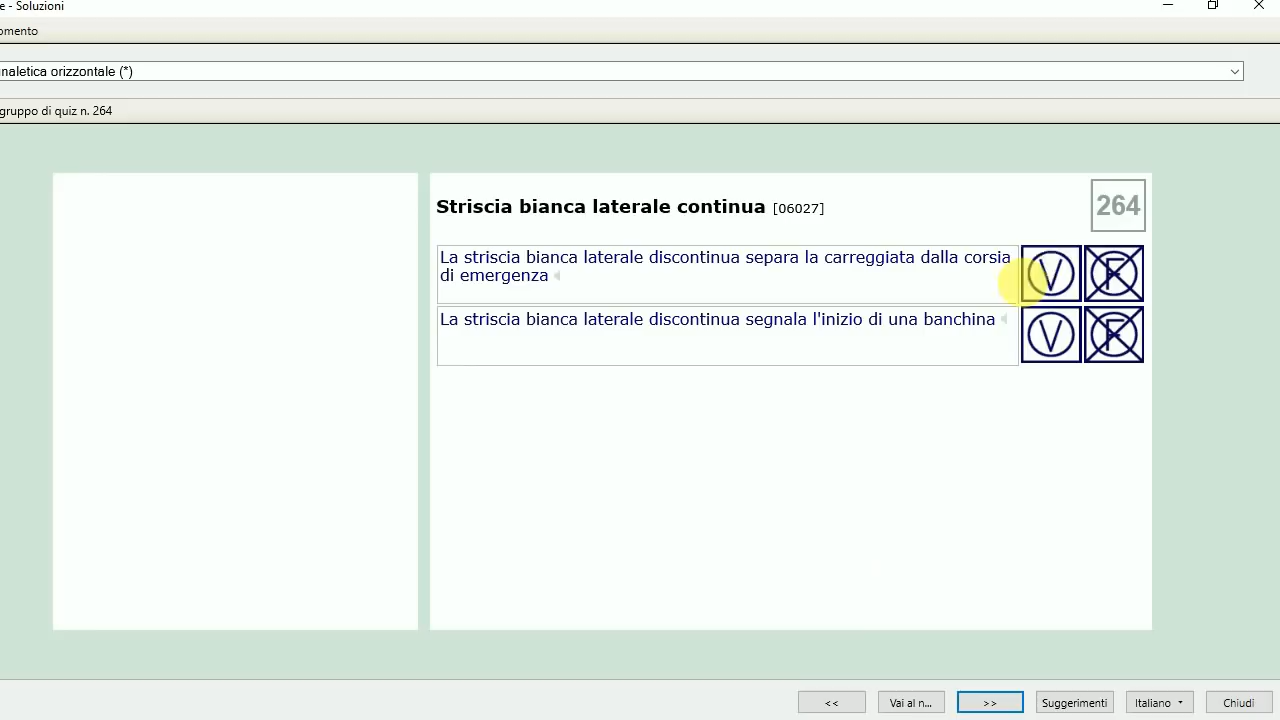 e - Soluzioni
omento
naletica orizzontale (*)
gruppo di quiz n. 264
Striscia bianca laterale continua [06027]
264
La striscia bianca laterale discontinua separa la carreggiata dalla corsia
di emergenza
V F
La striscia bianca laterale discontinua segnala l'inizio di una banchina
V F
<< Vai al n... >> Suggerimenti Italiano Chiudi